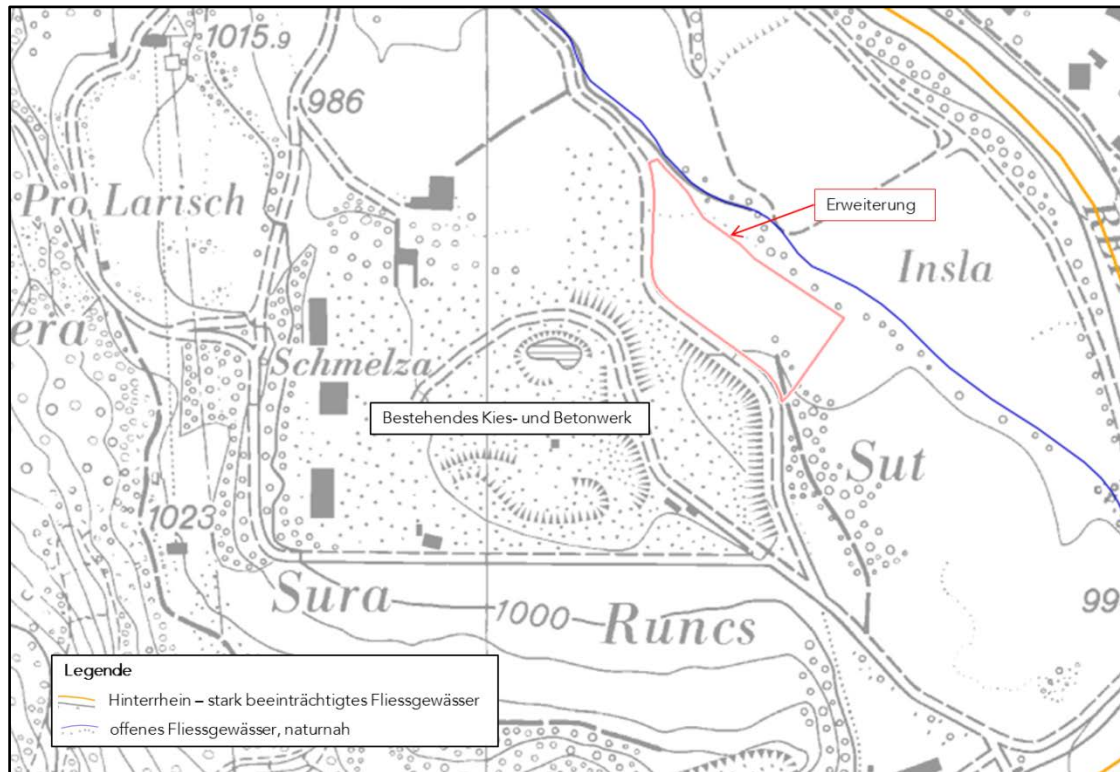 1015.9
986
Pro Larisch
Erweiterung
Insla
era
Schmelza
Bestehendes Kies- und Betonwerk
Sut
1023
Sura
1000
Runcs
99
Legende
Hinterrhein – stark beeinträchtigtes Fliessgewässer
offenes Fliessgewässer, naturnah